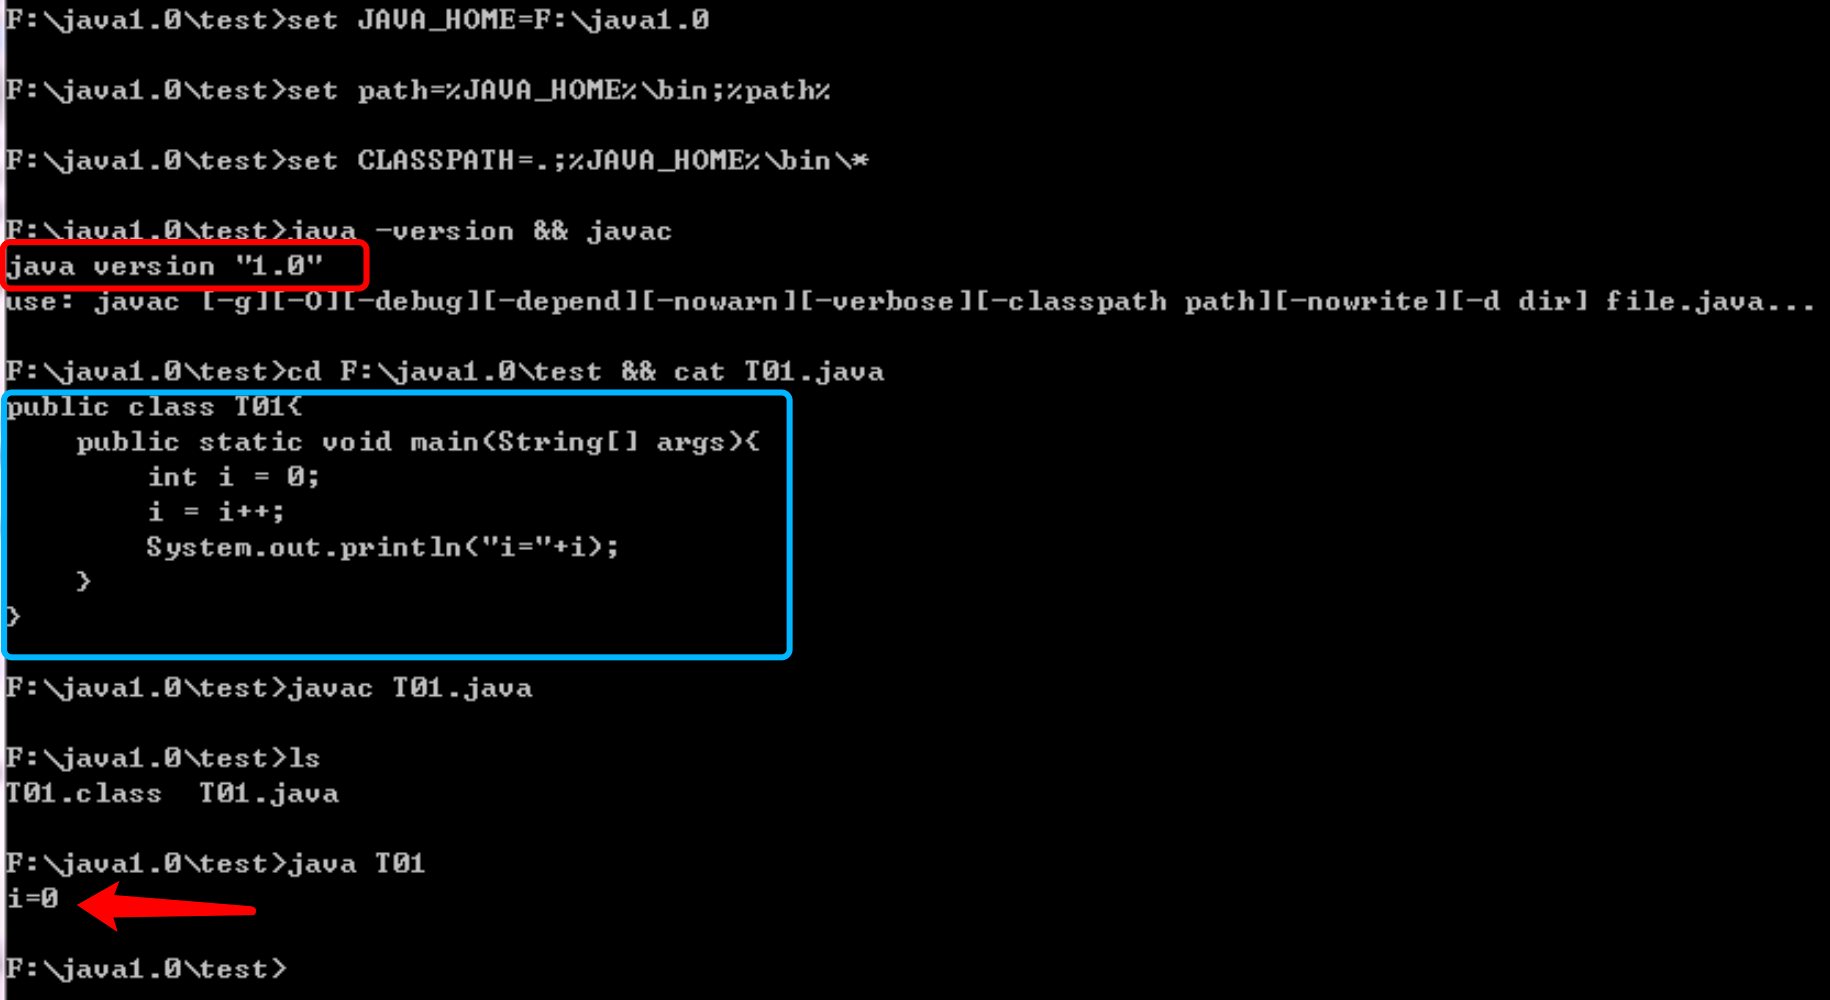 F:\java1.0\test>set JAVA_HOME=F:\java1.0
F:\java1.0\test>set path=%JAVA_HOME%\bin;%path%
F:\java1.0\test>set CLASSPATH=.;%JAVA_HOME%\bin\*
F:\java1.0\test>java -version && javac
java version "1.0"
use: javac [-g][-O][-debug][-depend][-nowarn][-verbose][-classpath path][-nowrite][-d dir] file.java...
F:\java1.0\test>cd F:\java1.0\test && cat T01.java
public class T01{
    public static void main(String[] args){
        int i = 0;
        i = i++;
        System.out.println("i="+i);
    }
}
F:\java1.0\test>javac T01.java
F:\java1.0\test>ls
T01.class  T01.java
F:\java1.0\test>java T01
i=0
F:\java1.0\test>